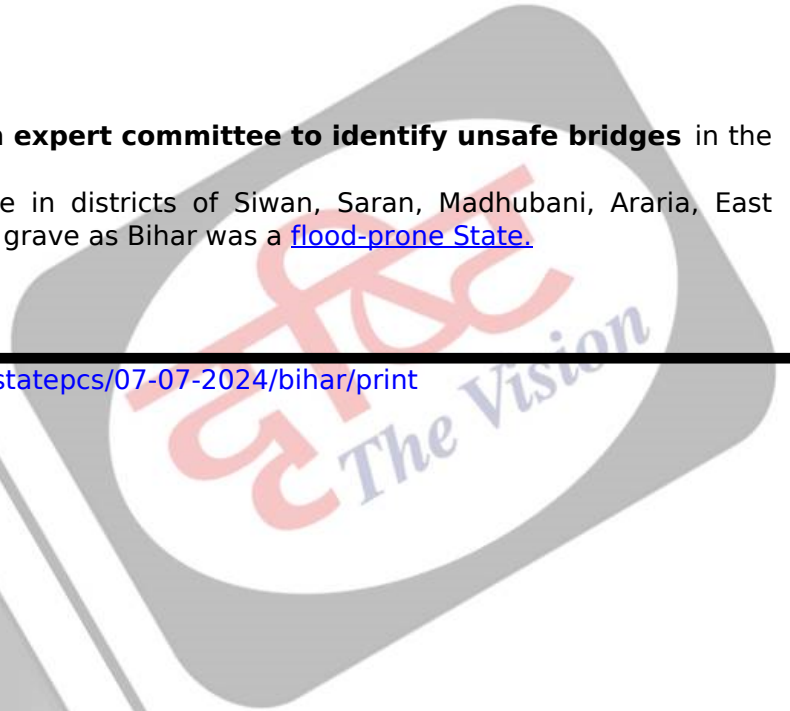 expert committee to identify unsafe bridges in the
e in districts of Siwan, Saran, Madhubani, Araria, East
grave as Bihar was a flood-prone State.
statepcs/07-07-2024/bihar/print
दृष्टि
The Vision